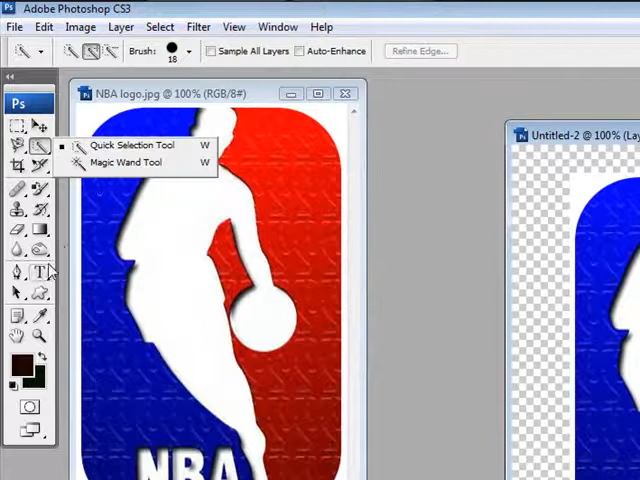 Ps Adobe Photoshop CS3
File Edit Image Layer Select Filter View Window Help
Brush: 18 Sample All Layers Auto-Enhance Refine Edge...
NBA logo.jpg @ 100% (RGB/8#)
Ps
Untitled-2 @ 100% (Lay
Quick Selection Tool W
Magic Wand Tool W
T
NBA